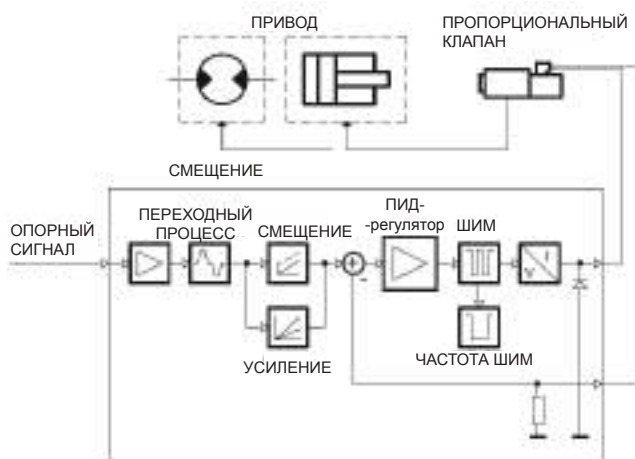 ПРИВОД
ПРОПОРЦИОНАЛЬНЫЙ
КЛАПАН
СМЕЩЕНИЕ
ОПОРНЫЙ
СИГНАЛ
ПЕРЕХОДНЫЙ
ПРОЦЕСС
СМЕЩЕНИЕ
ПИД-
-регулятор
ШИМ
УСИЛЕНИЕ
ЧАСТОТА ШИМ